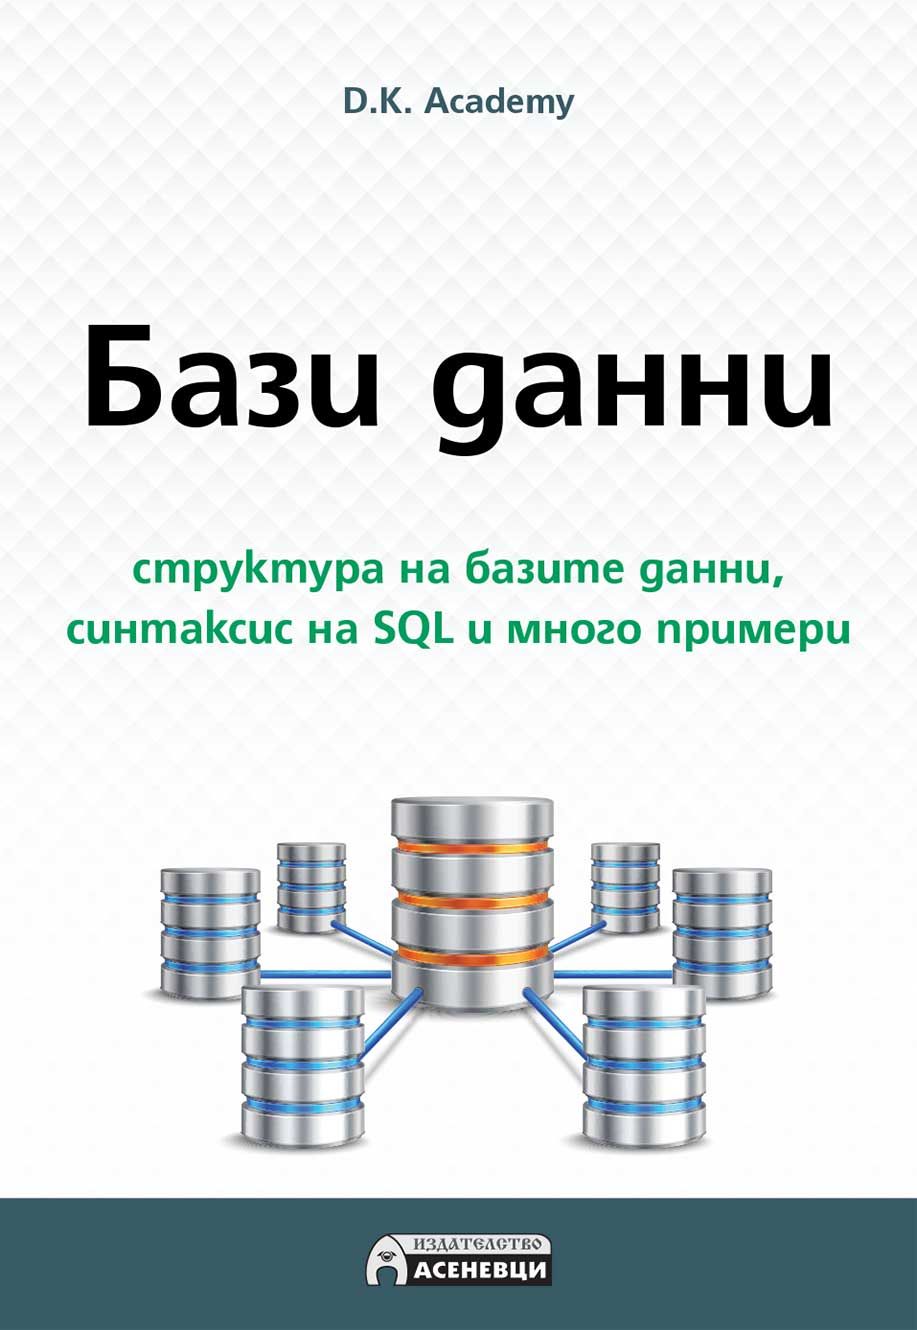 D.K. Academy
Бази данни
структура на базите данни,
синтаксис на SQL и много примери
ИЗДАТЕЛСТВО
АСЕНЕВЦИ